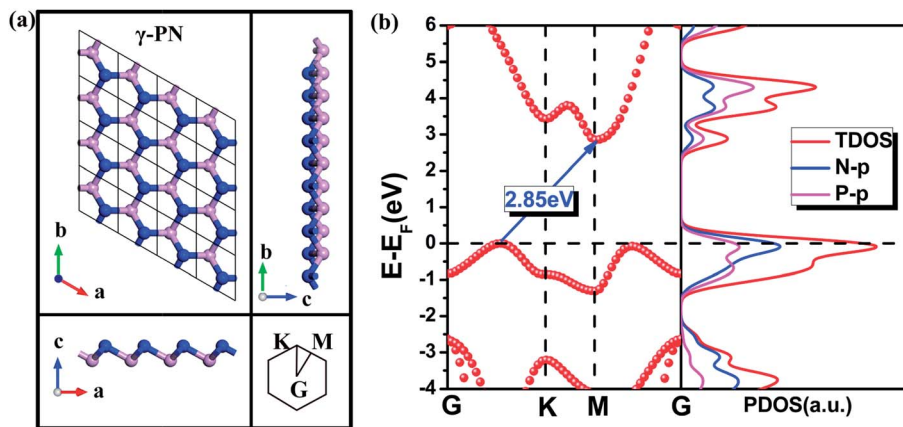 (a)
γ-PN
b
a
b
c
c
a
K
M
G
(b)
6
5
4
3
2
1
0
-1
-2
-3
-4
E-E_F(eV)
2.85eV
G
K
M
G
TDOS
N-p
P-p
PDOS(a.u.)